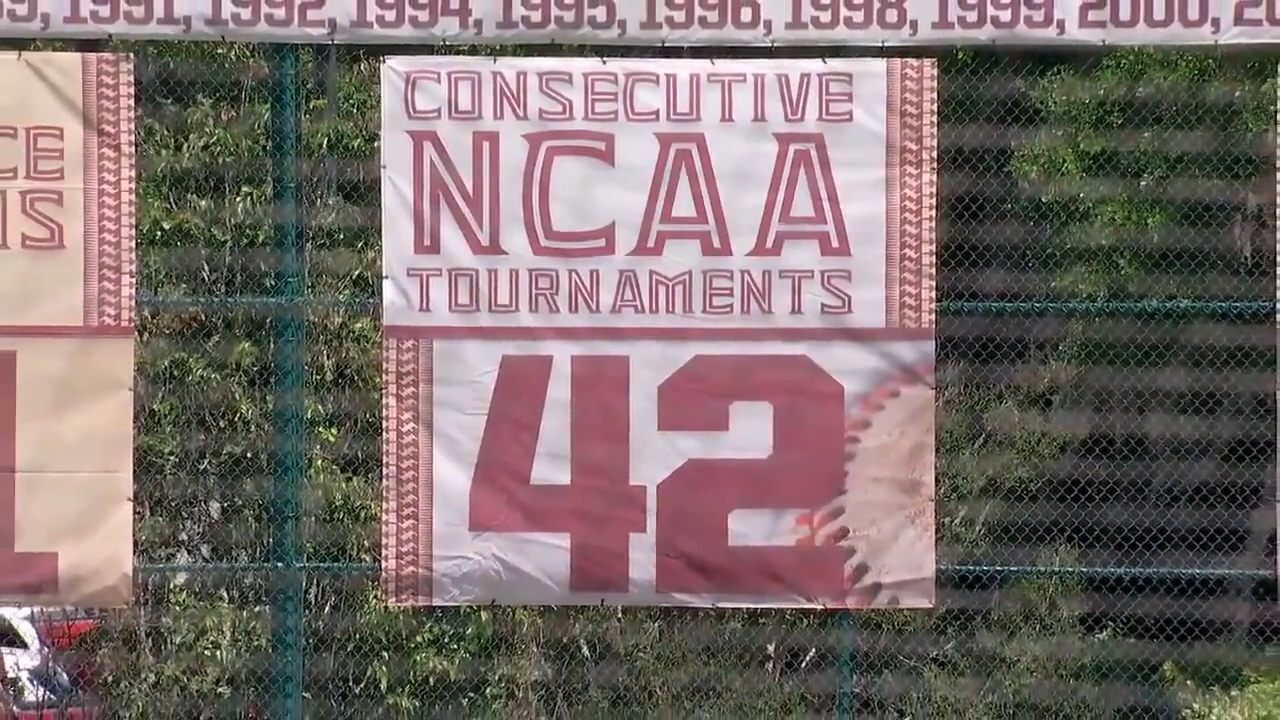 1991, 1992, 1994, 1995, 1996, 1998, 1999, 2000,
CONSECUTIVE
NCAA
TOURNAMENTS
42